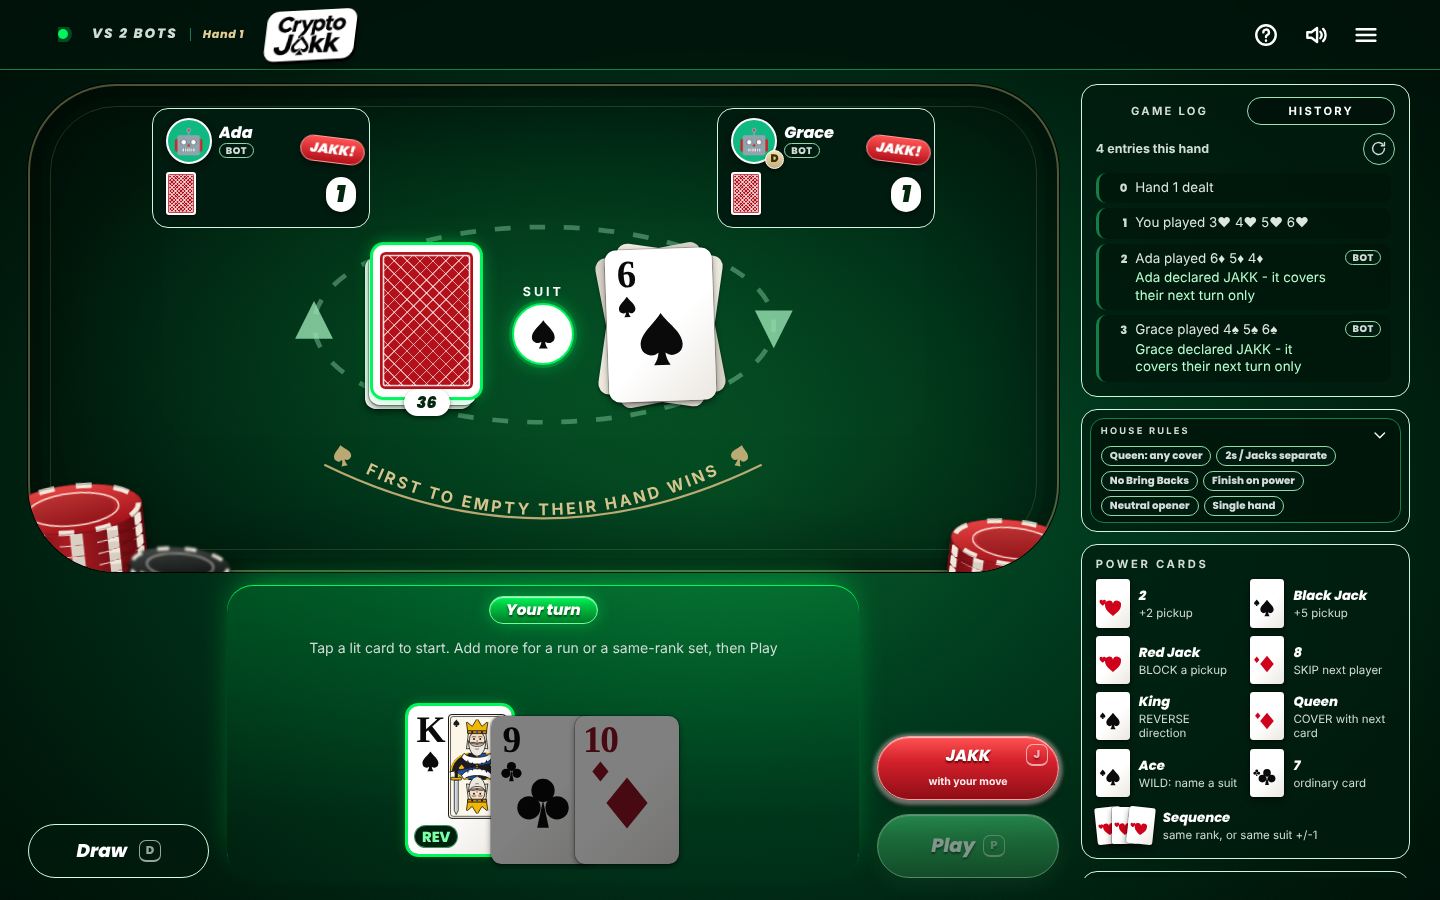 VS 2 BOTS
Hand 1
Crypto
Jakk
Ada
BOT
JAKK!
1
Grace
D
BOT
JAKK!
1
SUIT
6
36
FIRST TO EMPTY THEIR HAND WINS
Your turn
Tap a lit card to start. Add more for a run or a same-rank set, then Play
K
REV
9
10
Draw D
JAKK J
with your move
Play P
GAME LOG
HISTORY
4 entries this hand
0 Hand 1 dealt
1 You played 3♥ 4♥ 5♥ 6♥
2 Ada played 6♦ 5♦ 4♦ BOT
Ada declared JAKK - it covers
their next turn only
3 Grace played 4♠ 5♠ 6♠ BOT
Grace declared JAKK - it
covers their next turn only
HOUSE RULES
Queen: any cover
2s / Jacks separate
No Bring Backs
Finish on power
Neutral opener
Single hand
POWER CARDS
2
+2 pickup
Black Jack
+5 pickup
Red Jack
BLOCK a pickup
8
SKIP next player
King
REVERSE
direction
Queen
COVER with next
card
Ace
WILD: name a suit
7
ordinary card
Sequence
same rank, or same suit +/-1